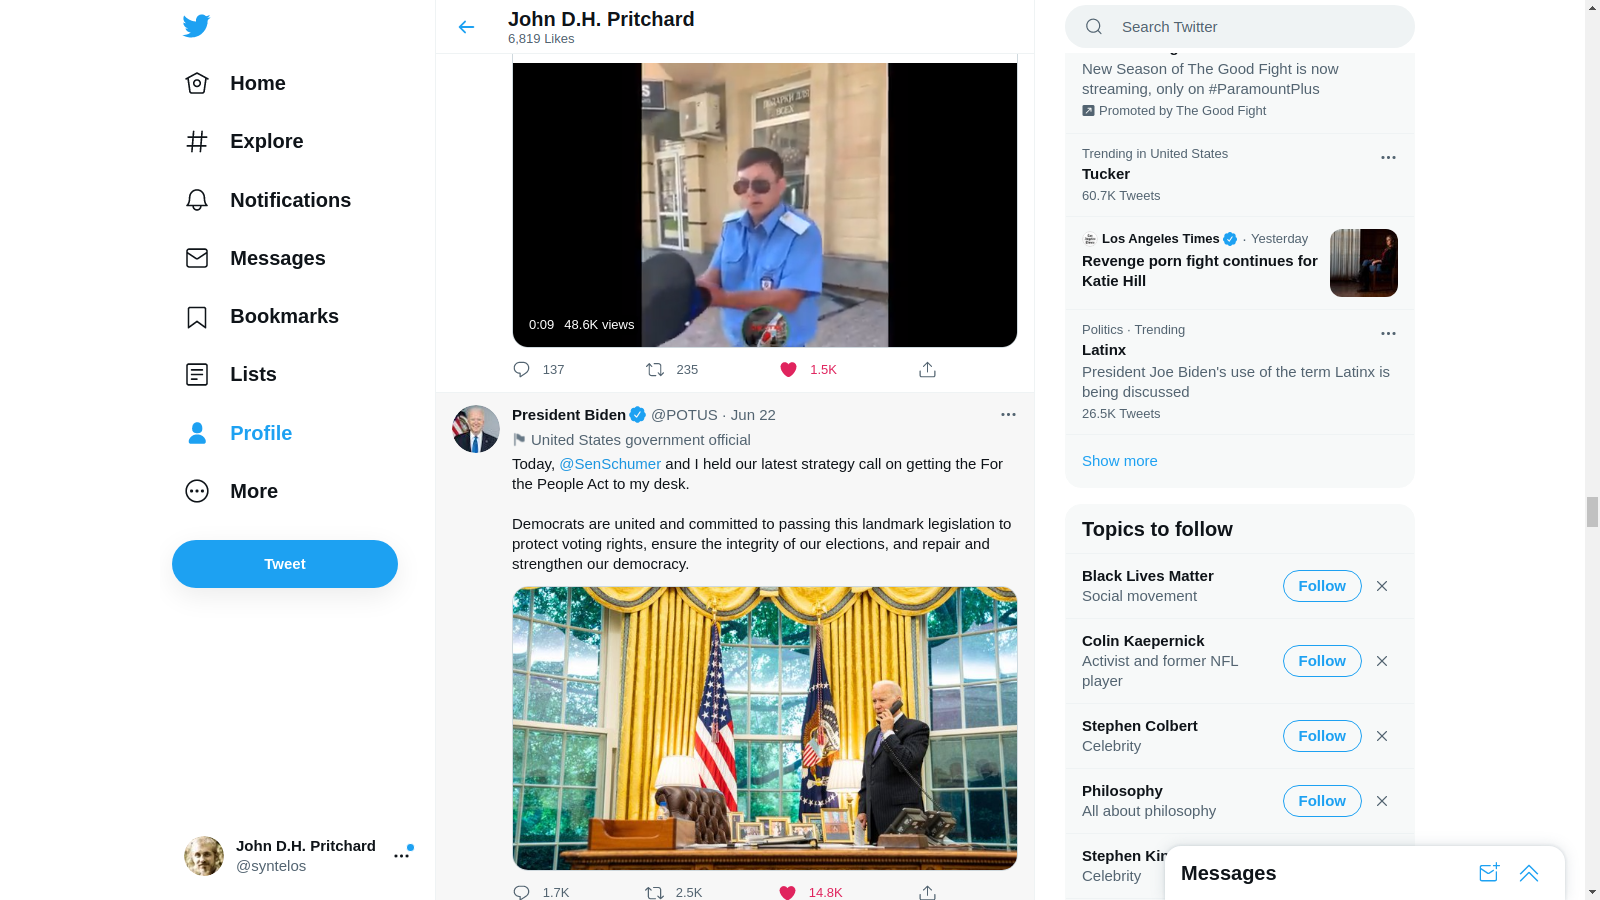 Home
Explore
Notifications
Messages
Bookmarks
Lists
Profile
More
Tweet
John D.H. Pritchard
@syntelos
John D.H. Pritchard
6,819 Likes
ПОДАРКИ ДЛЯ
ВСЕХ
0:09 48.6K views
137 235 1.5K
President Biden @POTUS · Jun 22
United States government official
Today, @SenSchumer and I held our latest strategy call on getting the For
the People Act to my desk.
Democrats are united and committed to passing this landmark legislation to
protect voting rights, ensure the integrity of our elections, and repair and
strengthen our democracy.
1.7K 2.5K 14.8K
Search Twitter
New Season of The Good Fight is now
streaming, only on #ParamountPlus
Promoted by The Good Fight
Trending in United States
Tucker
60.7K Tweets
Los Angeles Times · Yesterday
Revenge porn fight continues for
Katie Hill
Politics · Trending
Latinx
President Joe Biden's use of the term Latinx is
being discussed
26.5K Tweets
Show more
Topics to follow
Black Lives Matter
Social movement
Follow
Colin Kaepernick
Activist and former NFL
player
Follow
Stephen Colbert
Celebrity
Follow
Philosophy
All about philosophy
Follow
Stephen
Celebrity
Messages